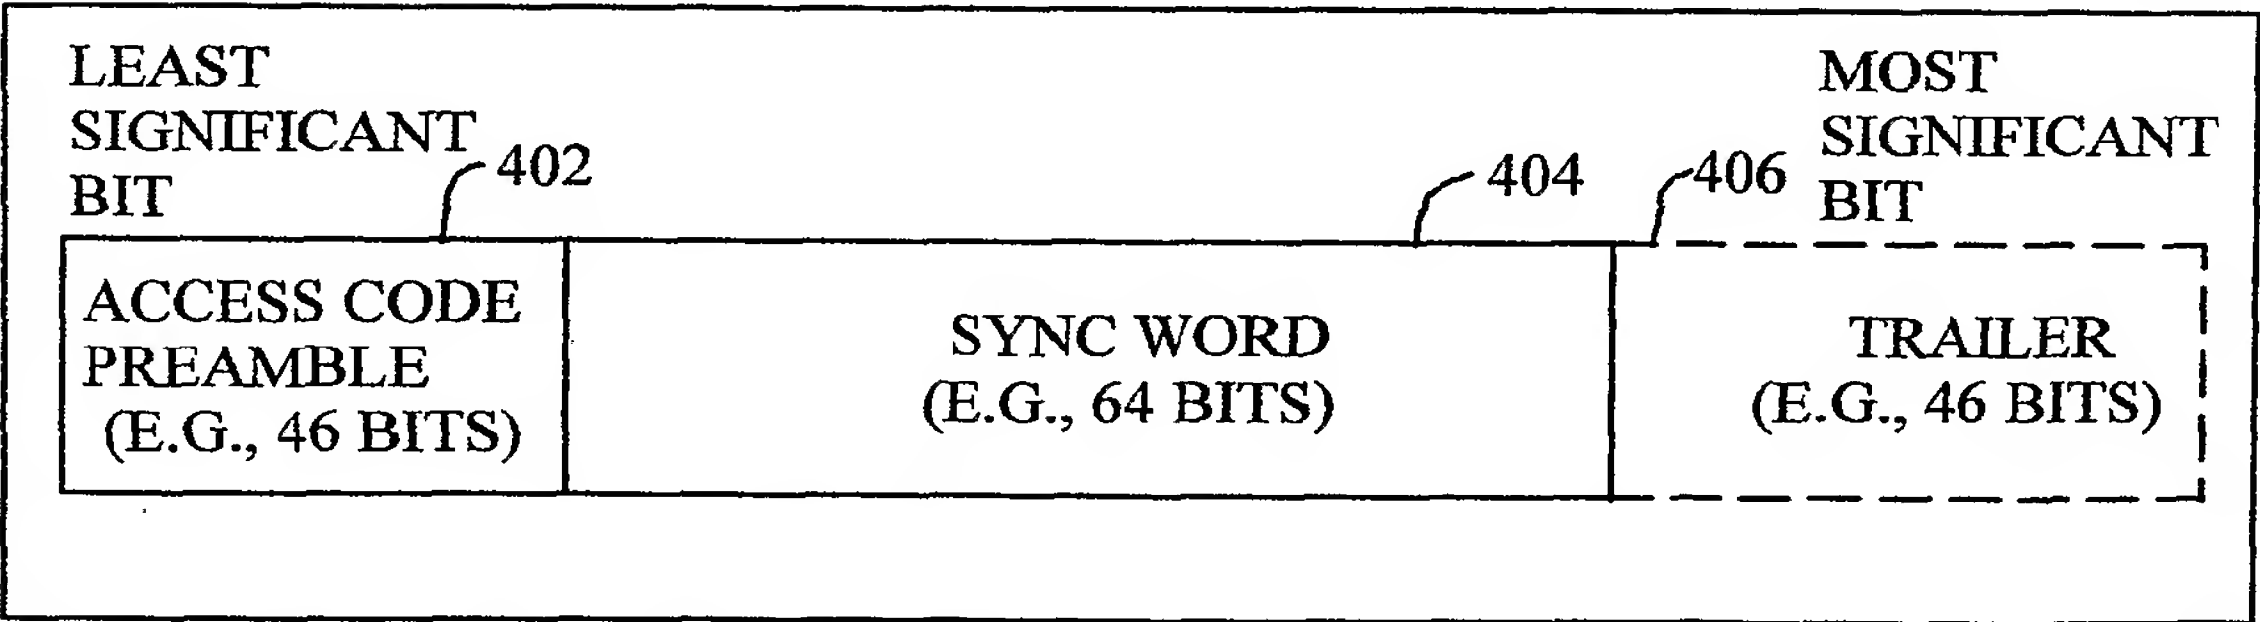 LEAST
SIGNIFICANT
BIT
402
404
406
MOST
SIGNIFICANT
BIT
ACCESS CODE
PREAMBLE
(E.G., 46 BITS)
SYNC WORD
(E.G., 64 BITS)
TRAILER
(E.G., 46 BITS)